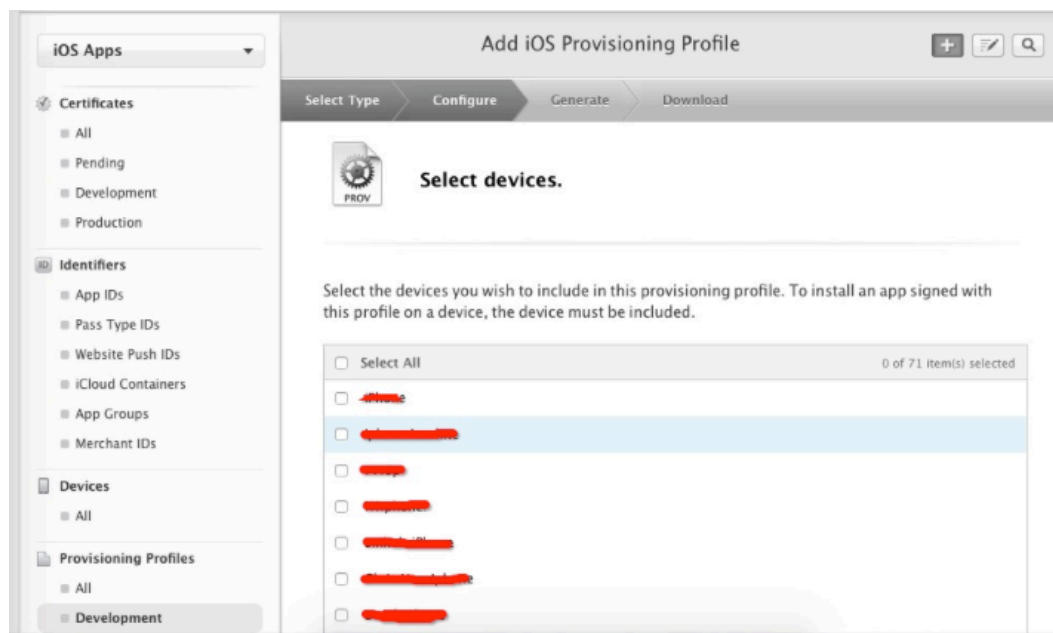 iOS Apps
Certificates
All
Pending
Development
Production
ID Identifiers
App IDs
Pass Type IDs
Website Push IDs
iCloud Containers
App Groups
Merchant IDs
Devices
All
Provisioning Profiles
All
Development
Add iOS Provisioning Profile
Select Type Configure Generate Download
PROV
Select devices.
Select the devices you wish to include in this provisioning profile. To install an app signed with
this profile on a device, the device must be included.
Select All 0 of 71 item(s) selected